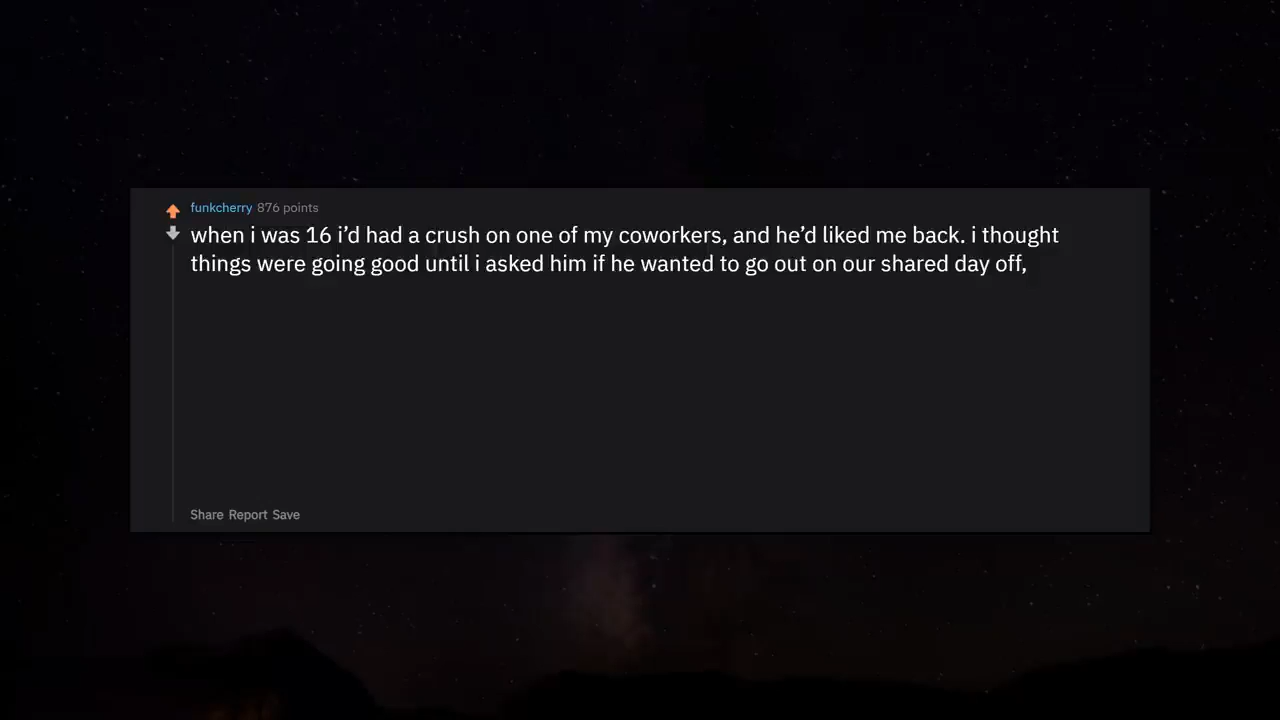 funkcherry 876 points
when i was 16 i’d had a crush on one of my coworkers, and he’d liked me back. i thought
things were going good until i asked him if he wanted to go out on our shared day off,
Share Report Save